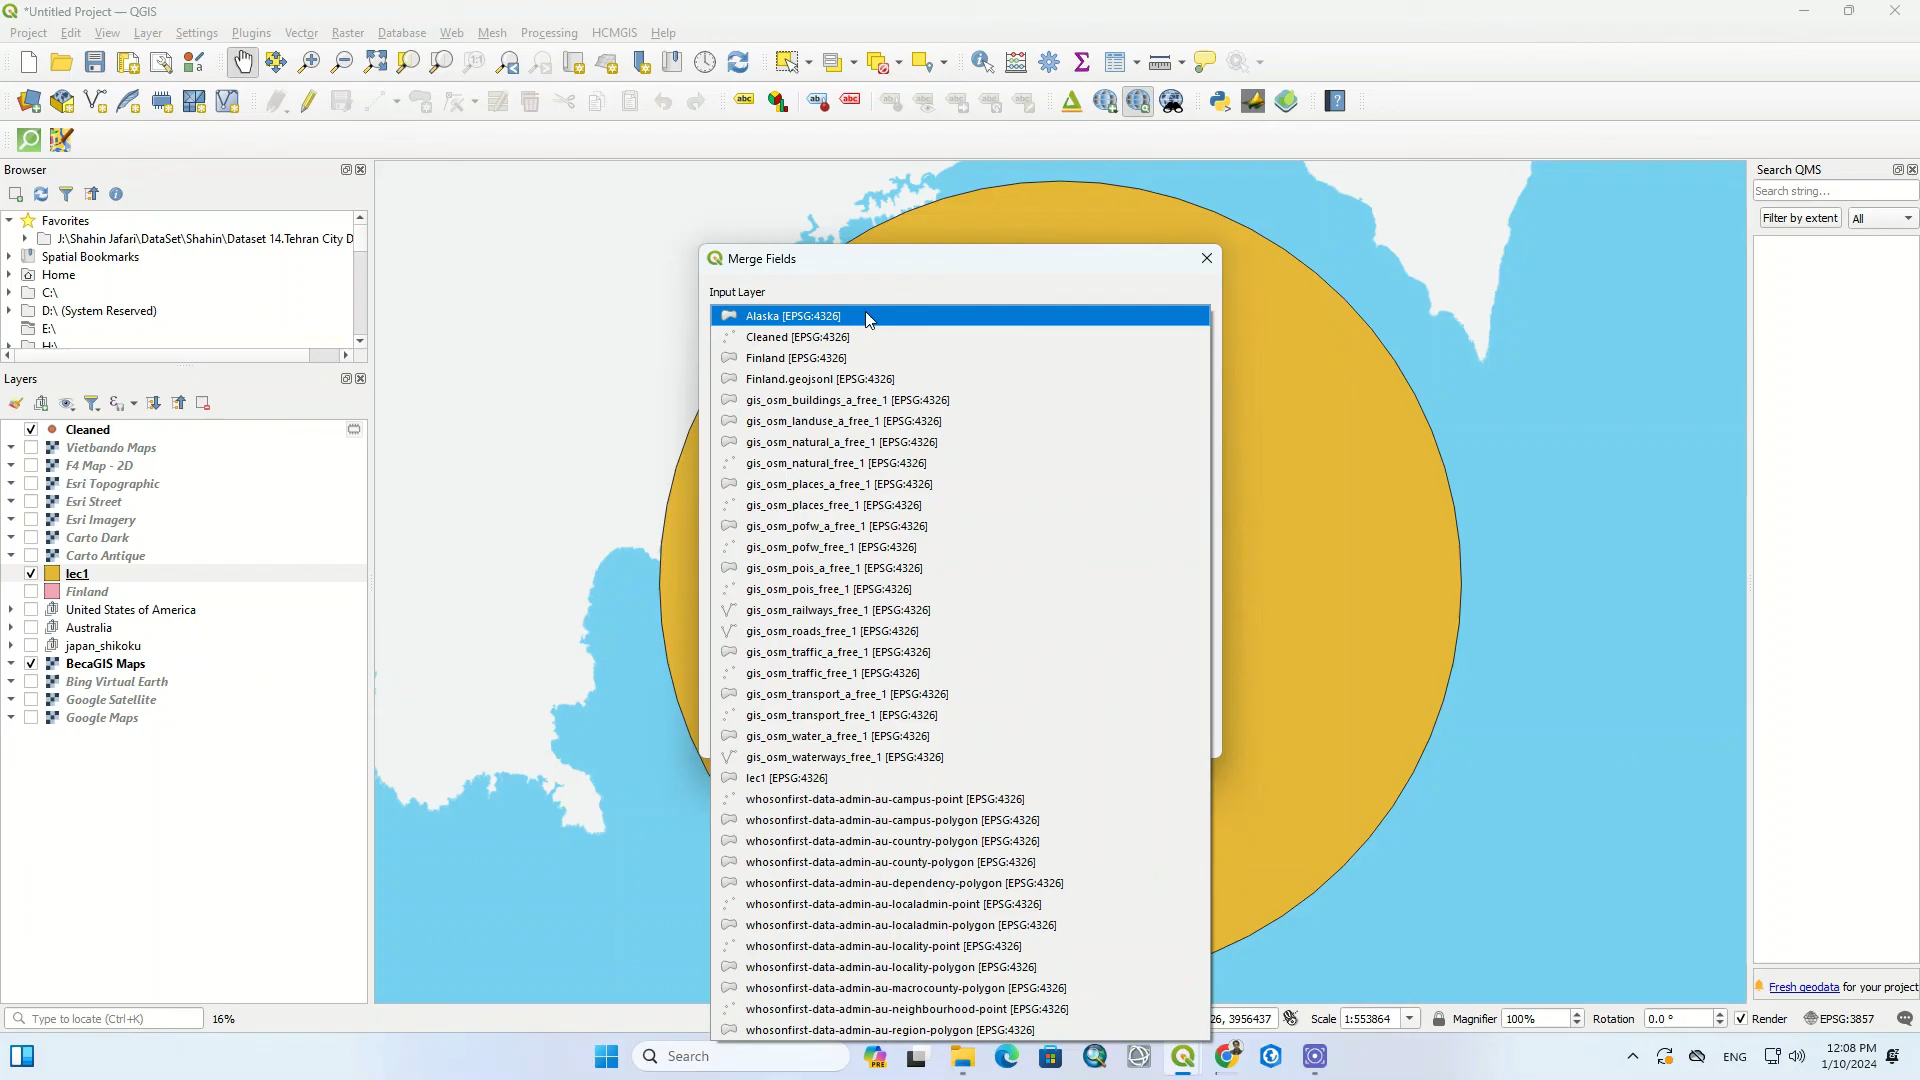 *Untitled Project — QGIS
Project Edit View Layer Settings Plugins Vector Raster Database Web Mesh Processing HCMGIS Help
Browser
Favorites
J:\Shahin Jafari\DataSet\Shahin\Dataset 14.Tehran City D
Spatial Bookmarks
Home
C:\
D:\ (System Reserved)
E:\
H:\
Layers
Cleaned
Vietbando Maps
F4 Map - 2D
Esri Topographic
Esri Street
Esri Imagery
Carto Dark
Carto Antique
lec1
Finland
United States of America
Australia
japan_shikoku
BecaGIS Maps
Bing Virtual Earth
Google Satellite
Google Maps
Merge Fields
Input Layer
Alaska [EPSG:4326]
Cleaned [EPSG:4326]
Finland [EPSG:4326]
Finland.geojsonl [EPSG:4326]
gis_osm_buildings_a_free_1 [EPSG:4326]
gis_osm_landuse_a_free_1 [EPSG:4326]
gis_osm_natural_a_free_1 [EPSG:4326]
gis_osm_natural_free_1 [EPSG:4326]
gis_osm_places_a_free_1 [EPSG:4326]
gis_osm_places_free_1 [EPSG:4326]
gis_osm_pofw_a_free_1 [EPSG:4326]
gis_osm_pofw_free_1 [EPSG:4326]
gis_osm_pois_a_free_1 [EPSG:4326]
gis_osm_pois_free_1 [EPSG:4326]
gis_osm_railways_free_1 [EPSG:4326]
gis_osm_roads_free_1 [EPSG:4326]
gis_osm_traffic_a_free_1 [EPSG:4326]
gis_osm_traffic_free_1 [EPSG:4326]
gis_osm_transport_a_free_1 [EPSG:4326]
gis_osm_transport_free_1 [EPSG:4326]
gis_osm_water_a_free_1 [EPSG:4326]
gis_osm_waterways_free_1 [EPSG:4326]
lec1 [EPSG:4326]
whosonfirst-data-admin-au-campus-point [EPSG:4326]
whosonfirst-data-admin-au-campus-polygon [EPSG:4326]
whosonfirst-data-admin-au-country-polygon [EPSG:4326]
whosonfirst-data-admin-au-county-polygon [EPSG:4326]
whosonfirst-data-admin-au-dependency-polygon [EPSG:4326]
whosonfirst-data-admin-au-localadmin-point [EPSG:4326]
whosonfirst-data-admin-au-localadmin-polygon [EPSG:4326]
whosonfirst-data-admin-au-locality-point [EPSG:4326]
whosonfirst-data-admin-au-locality-polygon [EPSG:4326]
whosonfirst-data-admin-au-macrocounty-polygon [EPSG:4326]
whosonfirst-data-admin-au-neighbourhood-point [EPSG:4326]
whosonfirst-data-admin-au-region-polygon [EPSG:4326]
Search QMS
Search string...
Filter by extent All
Fresh geodata for your project
Type to locate (Ctrl+K) 16% 26, 3956437 Scale 1:553864 Magnifier 100% Rotation 0.0 ° Render EPSG:3857
Search
ENG
12:08 PM
1/10/2024